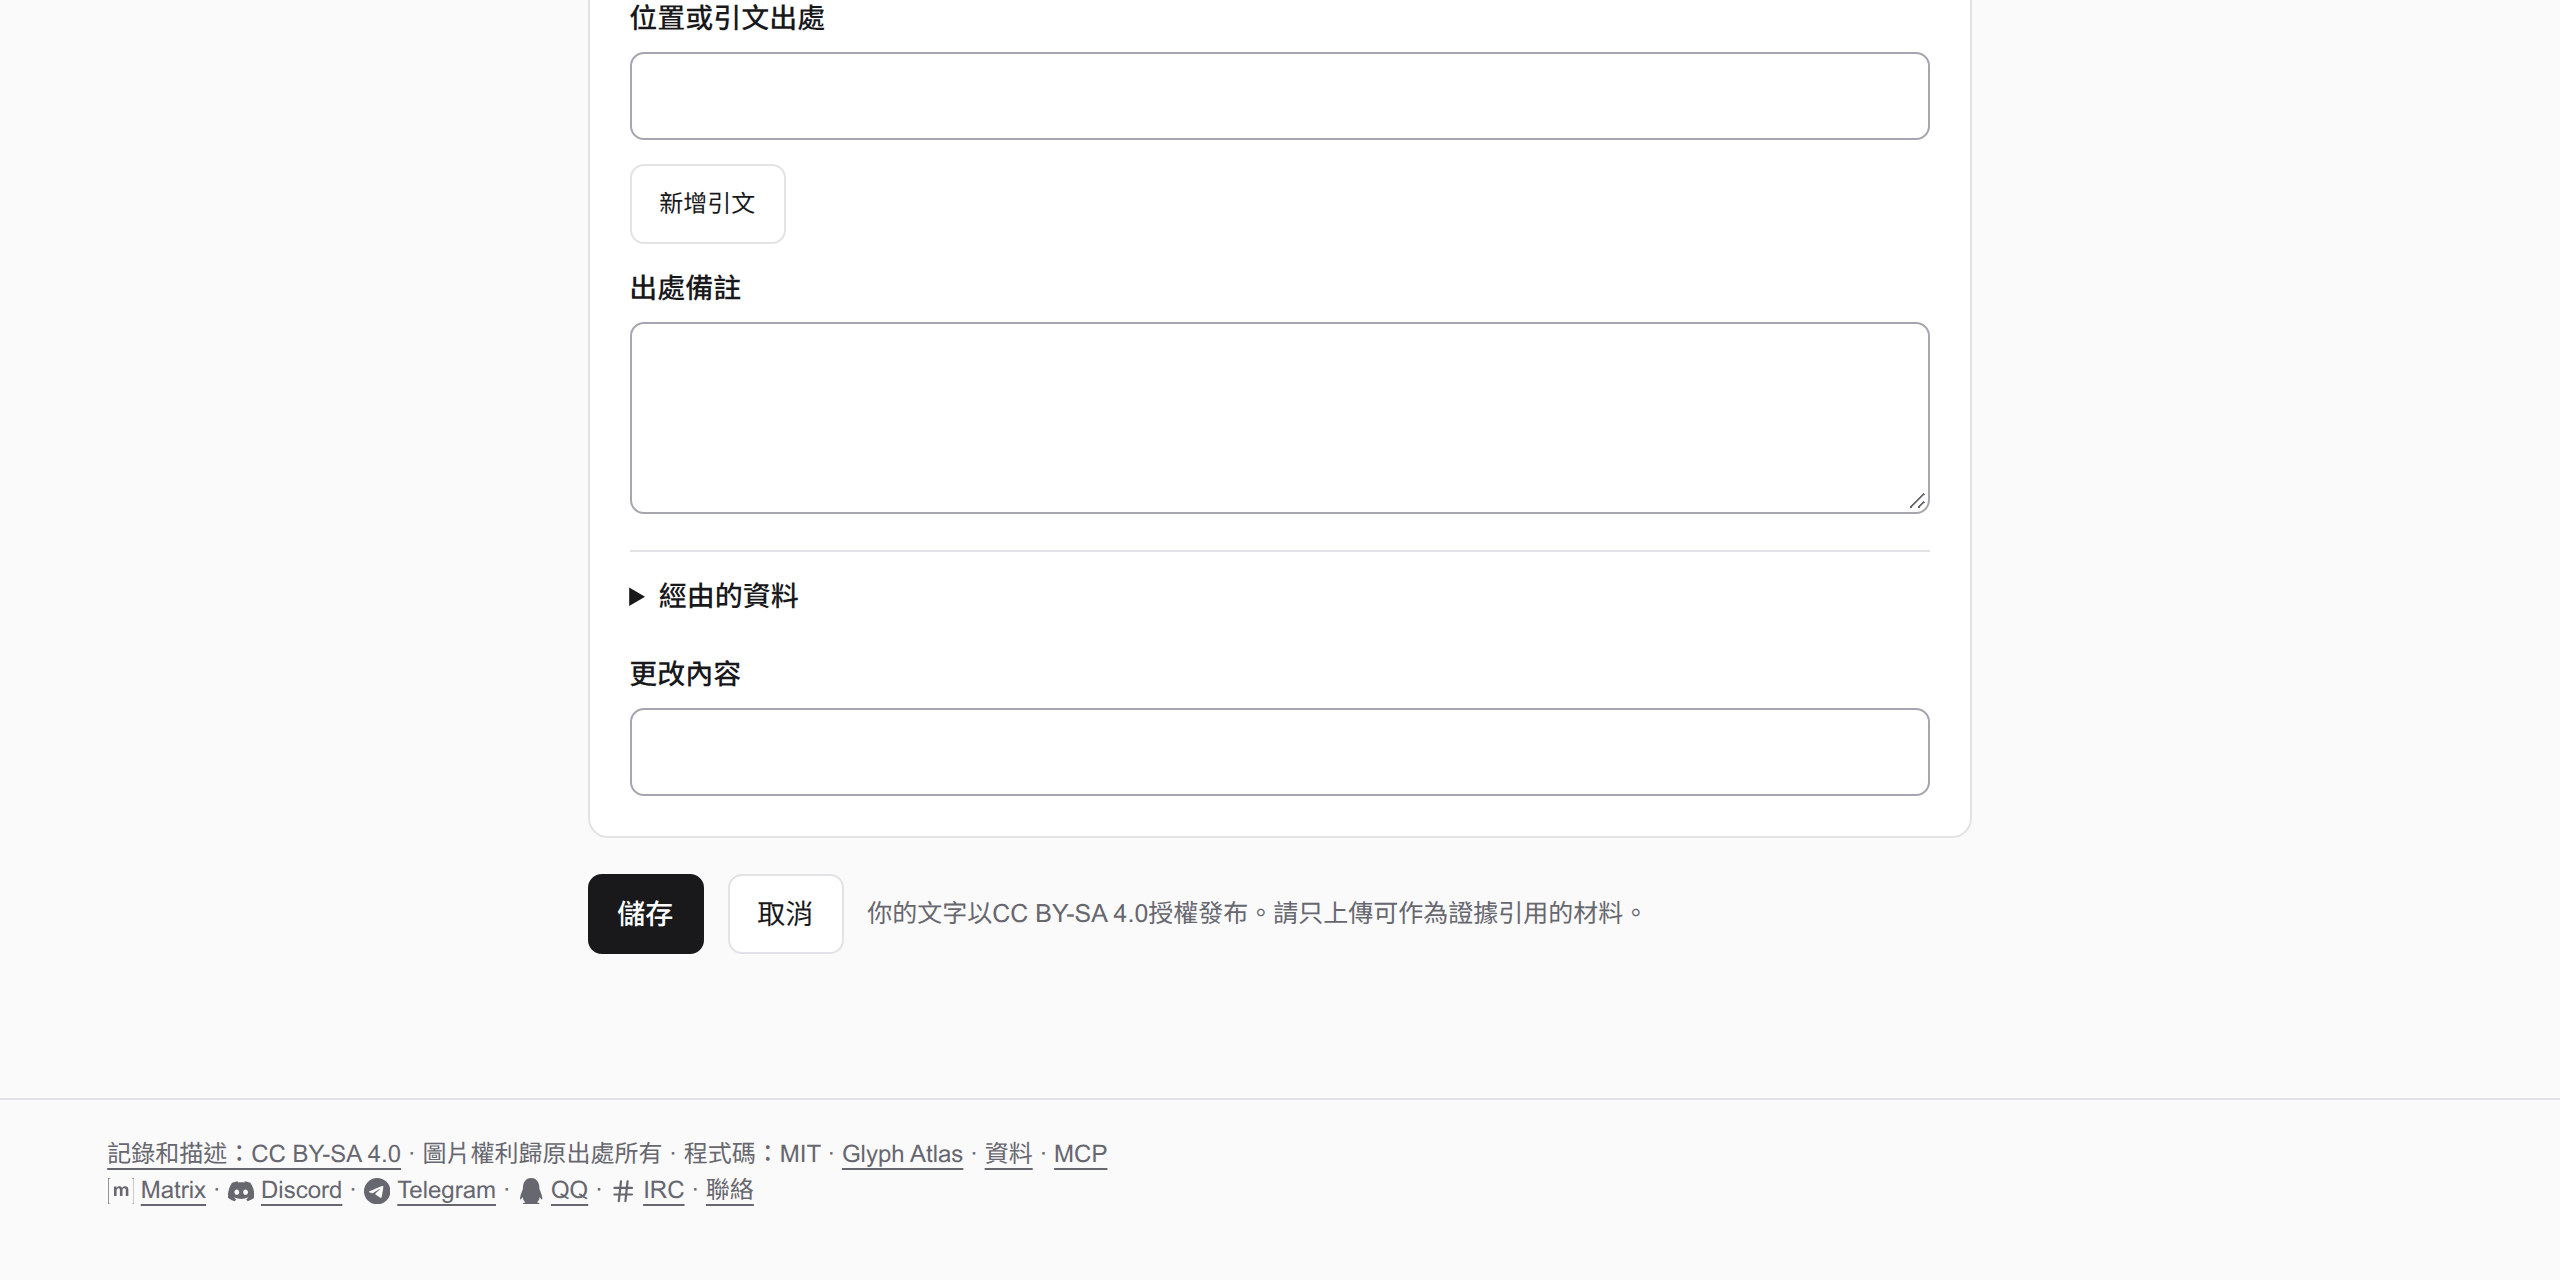 位置或引文出處
新增引文
出處備註
經由的資料
更改內容
儲存
取消
你的文字以CC BY-SA 4.0授權發布。請只上傳可作為證據引用的材料。
記錄和描述：CC BY-SA 4.0 · 圖片權利歸原出處所有 · 程式碼：MIT · Glyph Atlas · 資料 · MCP
[m] Matrix · Discord · Telegram · QQ · # IRC · 聯絡